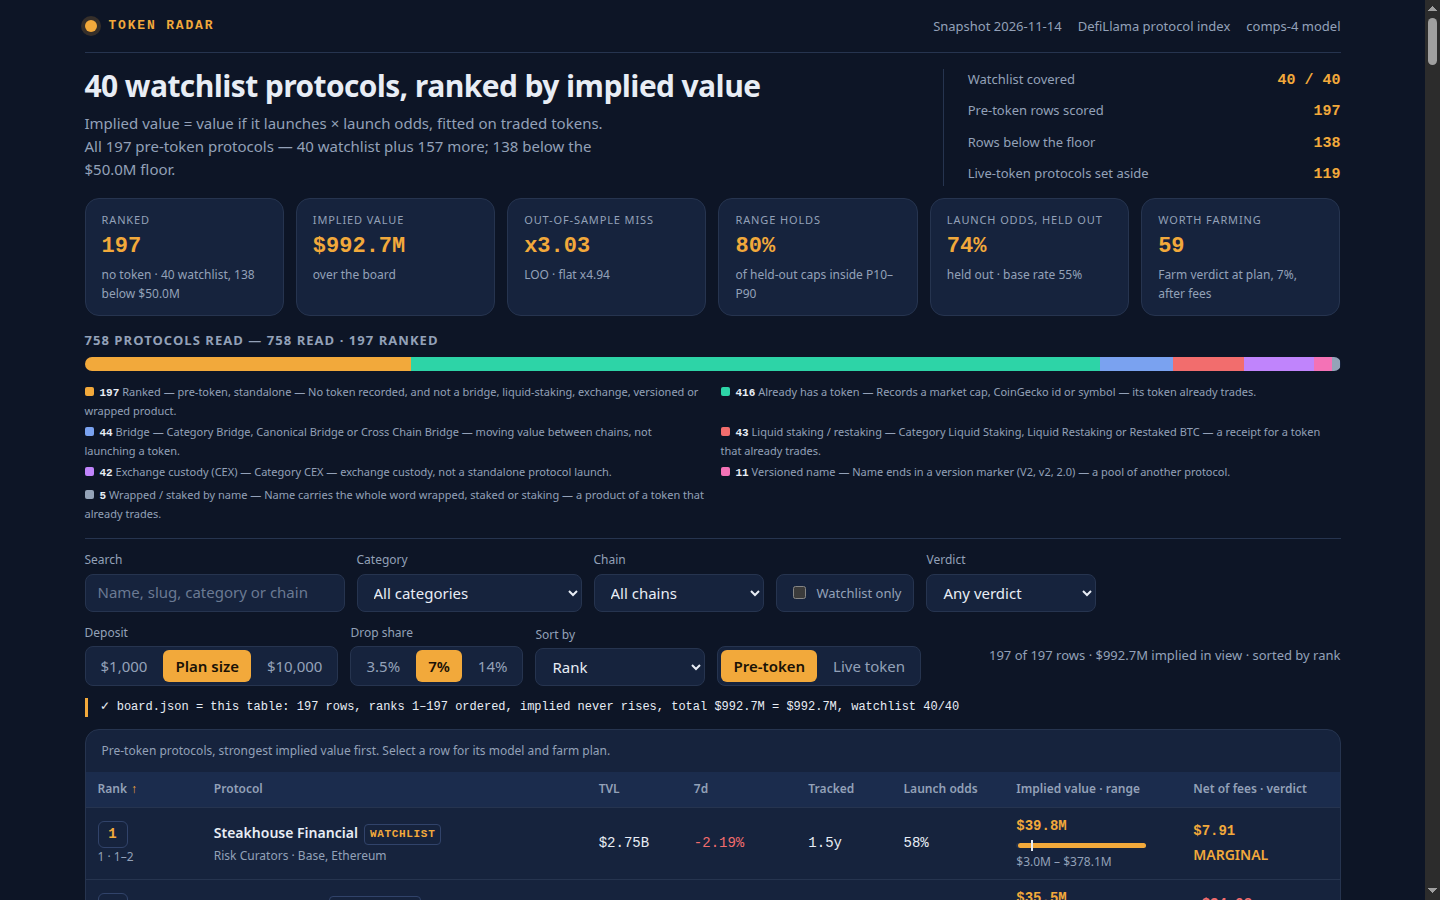 TOKEN RADAR
Snapshot 2026-11-14 DefiLlama protocol index comps-4 model
40 watchlist protocols, ranked by implied value
Implied value = value if it launches × launch odds, fitted on traded tokens.
All 197 pre-token protocols — 40 watchlist plus 157 more; 138 below the
$50.0M floor.
Watchlist covered 40 / 40
Pre-token rows scored 197
Rows below the floor 138
Live-token protocols set aside 119
RANKED
197
no token · 40 watchlist, 138
below $50.0M
IMPLIED VALUE
$992.7M
over the board
OUT-OF-SAMPLE MISS
x3.03
LOO · flat x4.94
RANGE HOLDS
80%
of held-out caps inside P10–
P90
LAUNCH ODDS, HELD OUT
74%
held out · base rate 55%
WORTH FARMING
59
Farm verdict at plan, 7%,
after fees
758 PROTOCOLS READ — 758 READ · 197 RANKED
197 Ranked — pre-token, standalone — No token recorded, and not a bridge, liquid-staking, exchange, versioned or
wrapped product.
416 Already has a token — Records a market cap, CoinGecko id or symbol — its token already trades.
44 Bridge — Category Bridge, Canonical Bridge or Cross Chain Bridge — moving value between chains, not
launching a token.
43 Liquid staking / restaking — Category Liquid Staking, Liquid Restaking or Restaked BTC — a receipt for a token
that already trades.
42 Exchange custody (CEX) — Category CEX — exchange custody, not a standalone protocol launch.
11 Versioned name — Name ends in a version marker (V2, v2, 2.0) — a pool of another protocol.
5 Wrapped / staked by name — Name carries the whole word wrapped, staked or staking — a product of a token that
already trades.
Search
Name, slug, category or chain
Category
All categories
Chain
All chains
Watchlist only
Verdict
Any verdict
Deposit
$1,000 Plan size $10,000
Drop share
3.5% 7% 14%
Sort by
Rank
Pre-token Live token
197 of 197 rows · $992.7M implied in view · sorted by rank
✓ board.json = this table: 197 rows, ranks 1–197 ordered, implied never rises, total $992.7M = $992.7M, watchlist 40/40
Pre-token protocols, strongest implied value first. Select a row for its model and farm plan.
Rank ↑ Protocol TVL 7d Tracked Launch odds Implied value · range Net of fees · verdict
1
1 · 1–2
Steakhouse Financial WATCHLIST
Risk Curators · Base, Ethereum
$2.75B
-2.19%
1.5y
58%
$39.8M
$3.0M – $378.1M
$7.91
MARGINAL
$35.5M